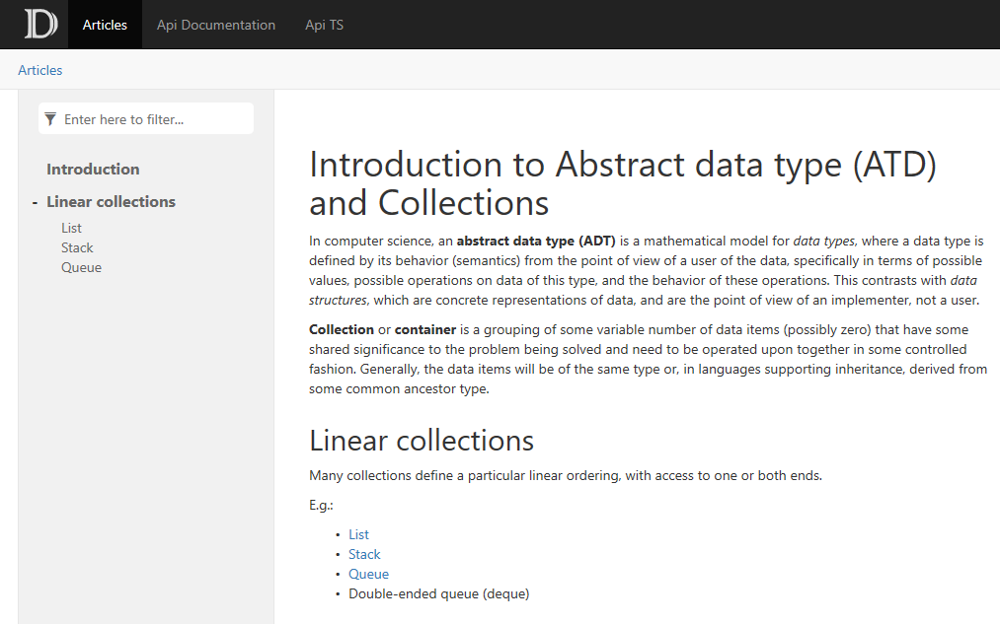 Articles Api Documentation Api TS
Articles
Enter here to filter...
Introduction
- Linear collections
List
Stack
Queue
Introduction to Abstract data type (ATD)
and Collections
In computer science, an abstract data type (ADT) is a mathematical model for data types, where a data type is
defined by its behavior (semantics) from the point of view of a user of the data, specifically in terms of possible
values, possible operations on data of this type, and the behavior of these operations. This contrasts with data
structures, which are concrete representations of data, and are the point of view of an implementer, not a user.
Collection or container is a grouping of some variable number of data items (possibly zero) that have some
shared significance to the problem being solved and need to be operated upon together in some controlled
fashion. Generally, the data items will be of the same type or, in languages supporting inheritance, derived from
some common ancestor type.
Linear collections
Many collections define a particular linear ordering, with access to one or both ends.
E.g.:
• List
• Stack
• Queue
• Double-ended queue (deque)